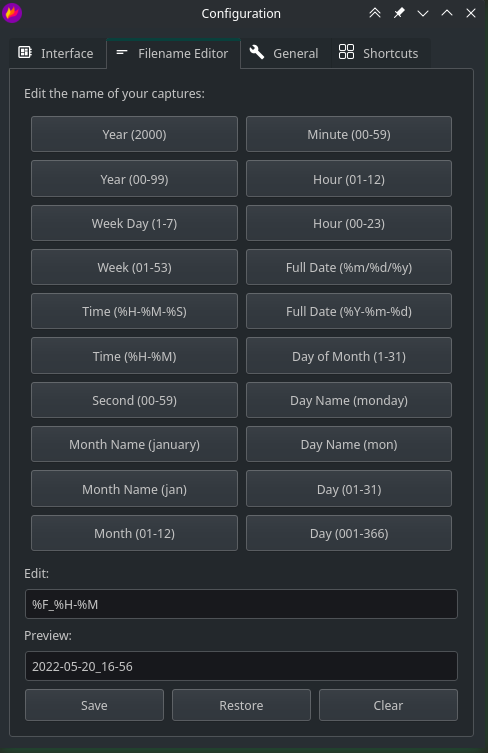 Configuration
Interface
Filename Editor
General
Shortcuts
Edit the name of your captures:
Year (2000)
Minute (00-59)
Year (00-99)
Hour (01-12)
Week Day (1-7)
Hour (00-23)
Week (01-53)
Full Date (%m/%d/%y)
Time (%H-%M-%S)
Full Date (%Y-%m-%d)
Time (%H-%M)
Day of Month (1-31)
Second (00-59)
Day Name (monday)
Month Name (january)
Day Name (mon)
Month Name (jan)
Day (01-31)
Month (01-12)
Day (001-366)
Edit:
%F_%H-%M
Preview:
2022-05-20_16-56
Save
Restore
Clear